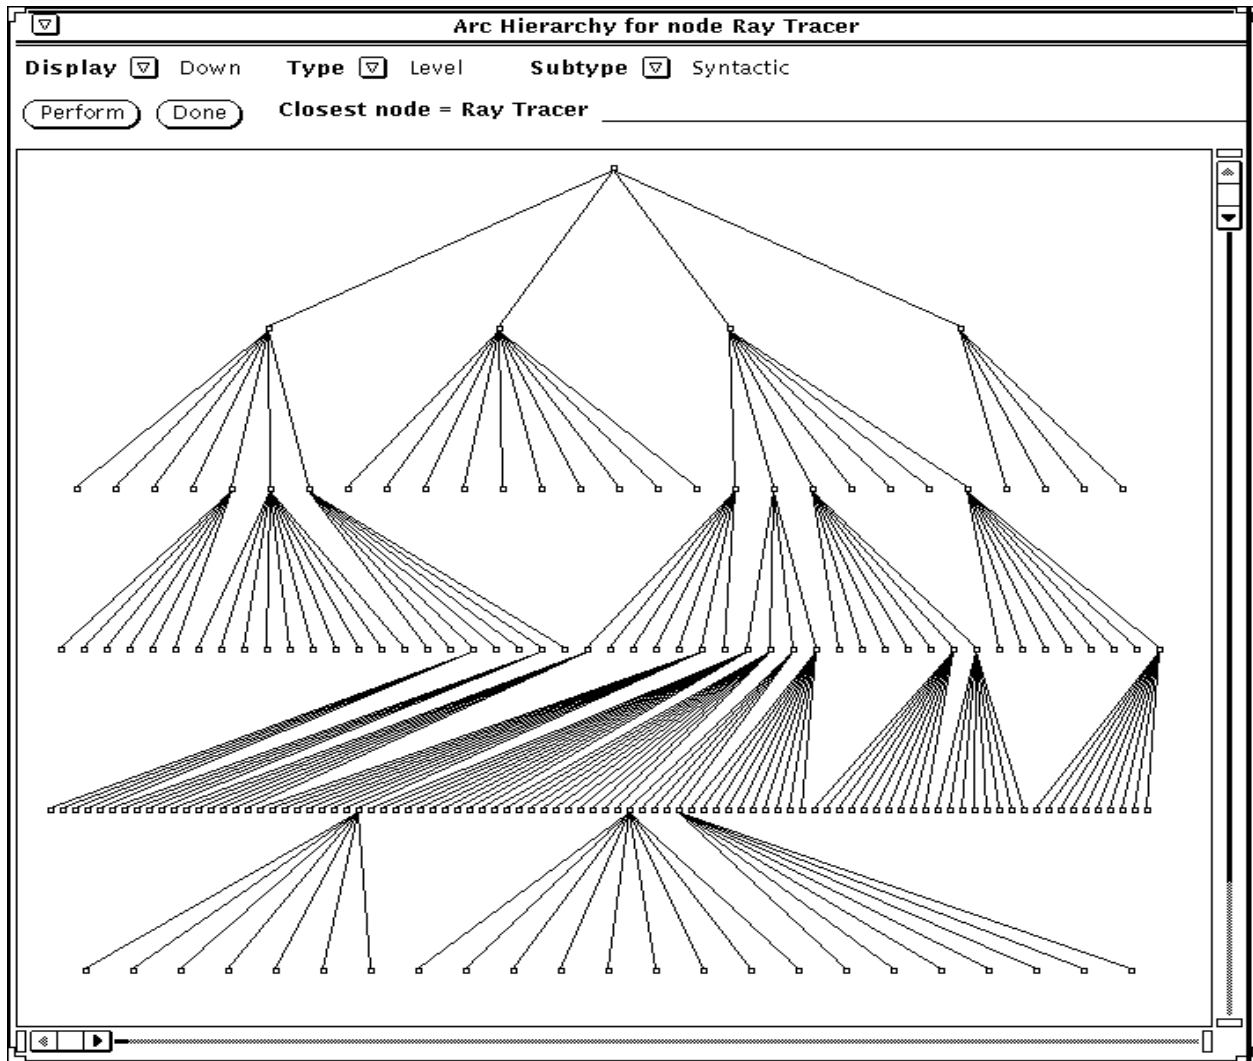 Arc Hierarchy for node Ray Tracer
Display Down Type Level Subtype Syntactic
Perform Done Closest node = Ray Tracer